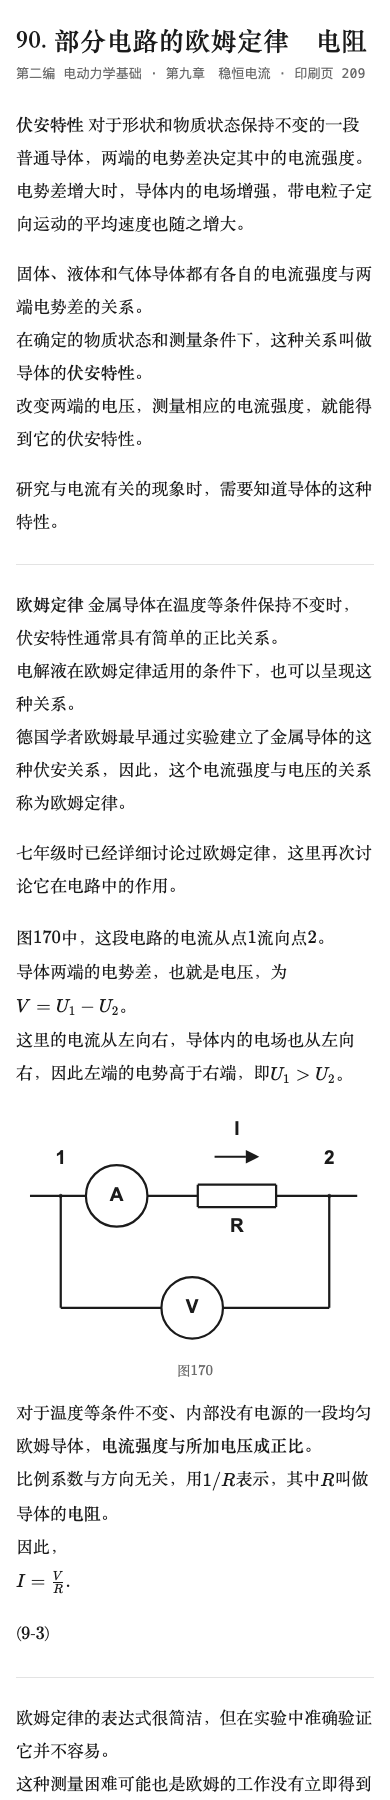 90. 部分电路的欧姆定律　电阻
第二编 电动力学基础 · 第九章　稳恒电流 · 印刷页 209
伏安特性 对于形状和物质状态保持不变的一段
普通导体，两端的电势差决定其中的电流强度。
电势差增大时，导体内的电场增强，带电粒子定
向运动的平均速度也随之增大。
固体、液体和气体导体都有各自的电流强度与两
端电势差的关系。
在确定的物质状态和测量条件下，这种关系叫做
导体的伏安特性。
改变两端的电压，测量相应的电流强度，就能得
到它的伏安特性。
研究与电流有关的现象时，需要知道导体的这种
特性。
欧姆定律 金属导体在温度等条件保持不变时，
伏安特性通常具有简单的正比关系。
电解液在欧姆定律适用的条件下，也可以呈现这
种关系。
德国学者欧姆最早通过实验建立了金属导体的这
种伏安关系，因此，这个电流强度与电压的关系
称为欧姆定律。
七年级时已经详细讨论过欧姆定律，这里再次讨
论它在电路中的作用。
图170中，这段电路的电流从点1流向点2。
导体两端的电势差，也就是电压，为
V = U₁ − U₂。
这里的电流从左向右，导体内的电场也从左向
右，因此左端的电势高于右端，即U₁ > U₂。
I
1
2
A
R
V
图170
对于温度等条件不变、内部没有电源的一段均匀
欧姆导体，电流强度与所加电压成正比。
比例系数与方向无关，用1/R表示，其中R叫做
导体的电阻。
因此，
I = V/R.
(9-3)
欧姆定律的表达式很简洁，但在实验中准确验证
它并不容易。
这种测量困难可能也是欧姆的工作没有立即得到